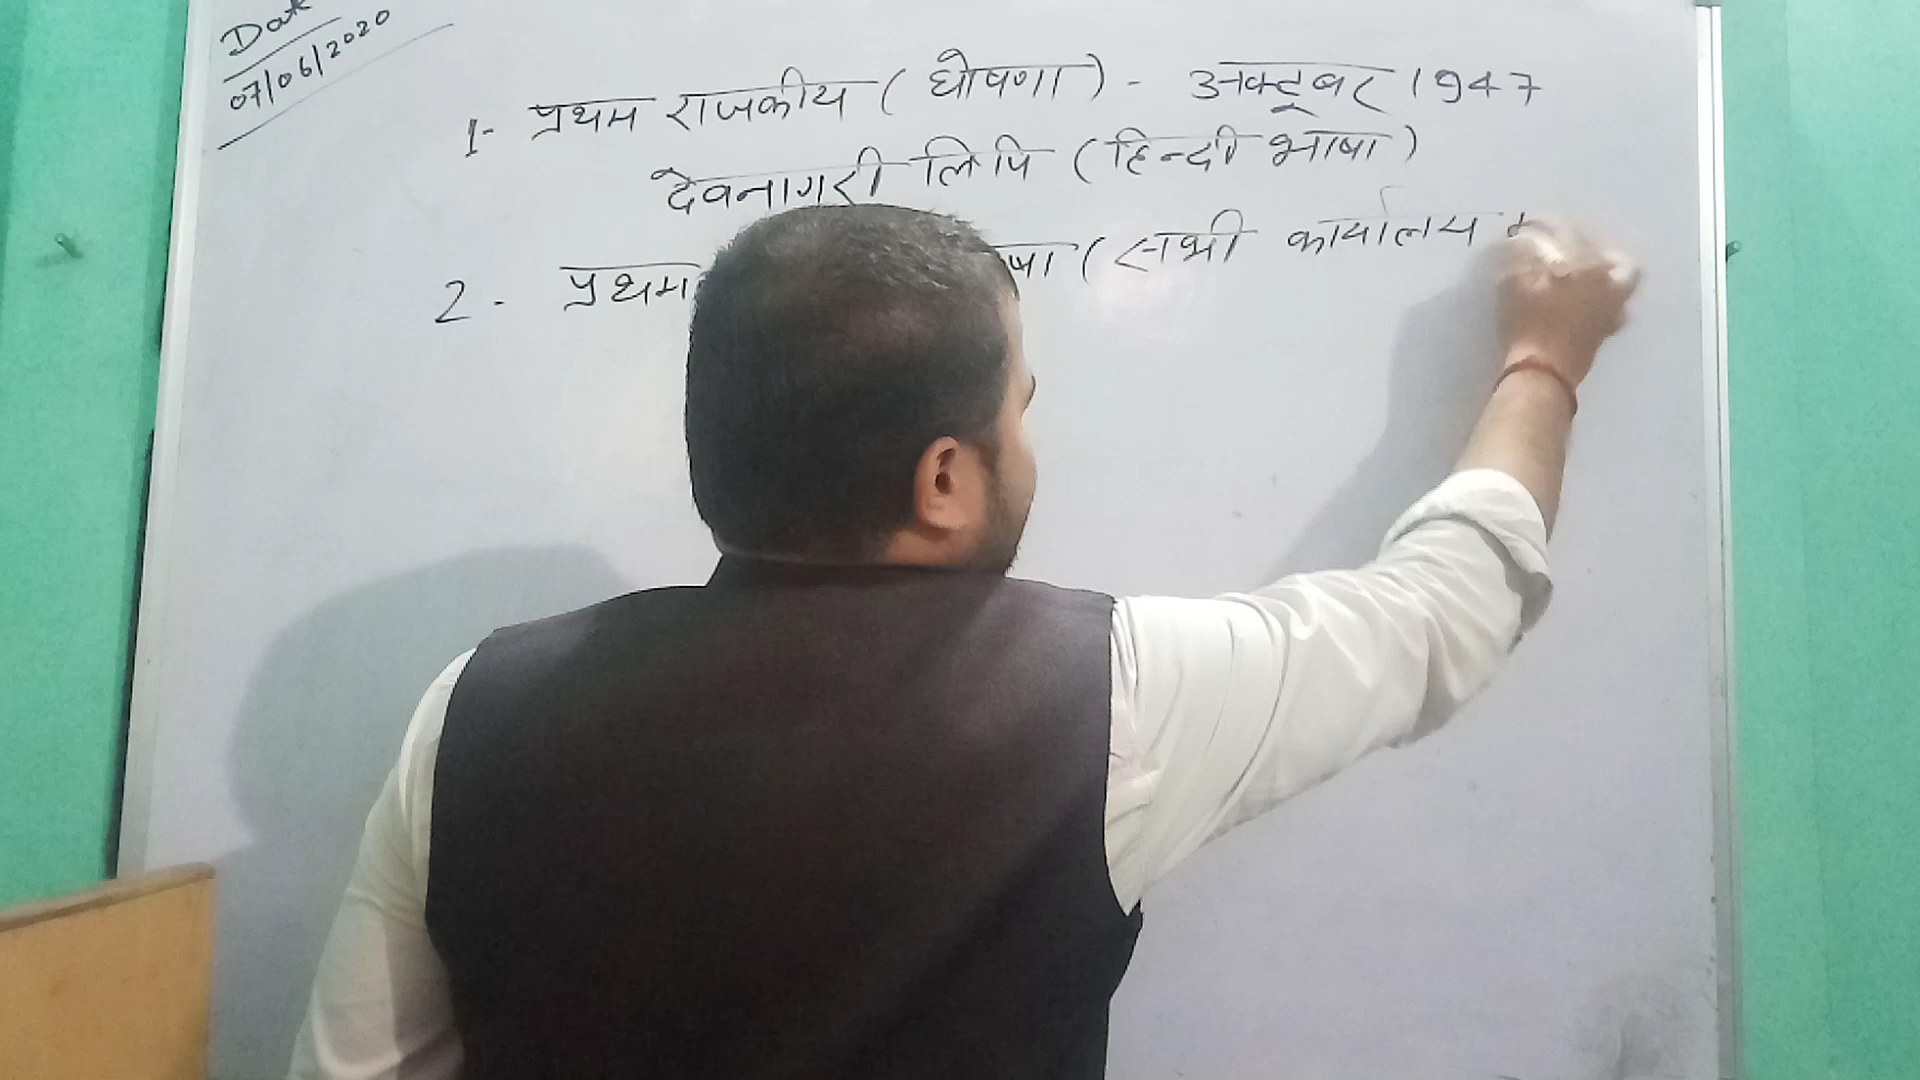 Date
07/06/2020
1- प्रथम राजकीय ( घोषणा ) - अक्टूबर 1947
देवनागरी लिपि ( हिन्दी भाषा )
2 - प्रथम षा ( सभी कार्यालय